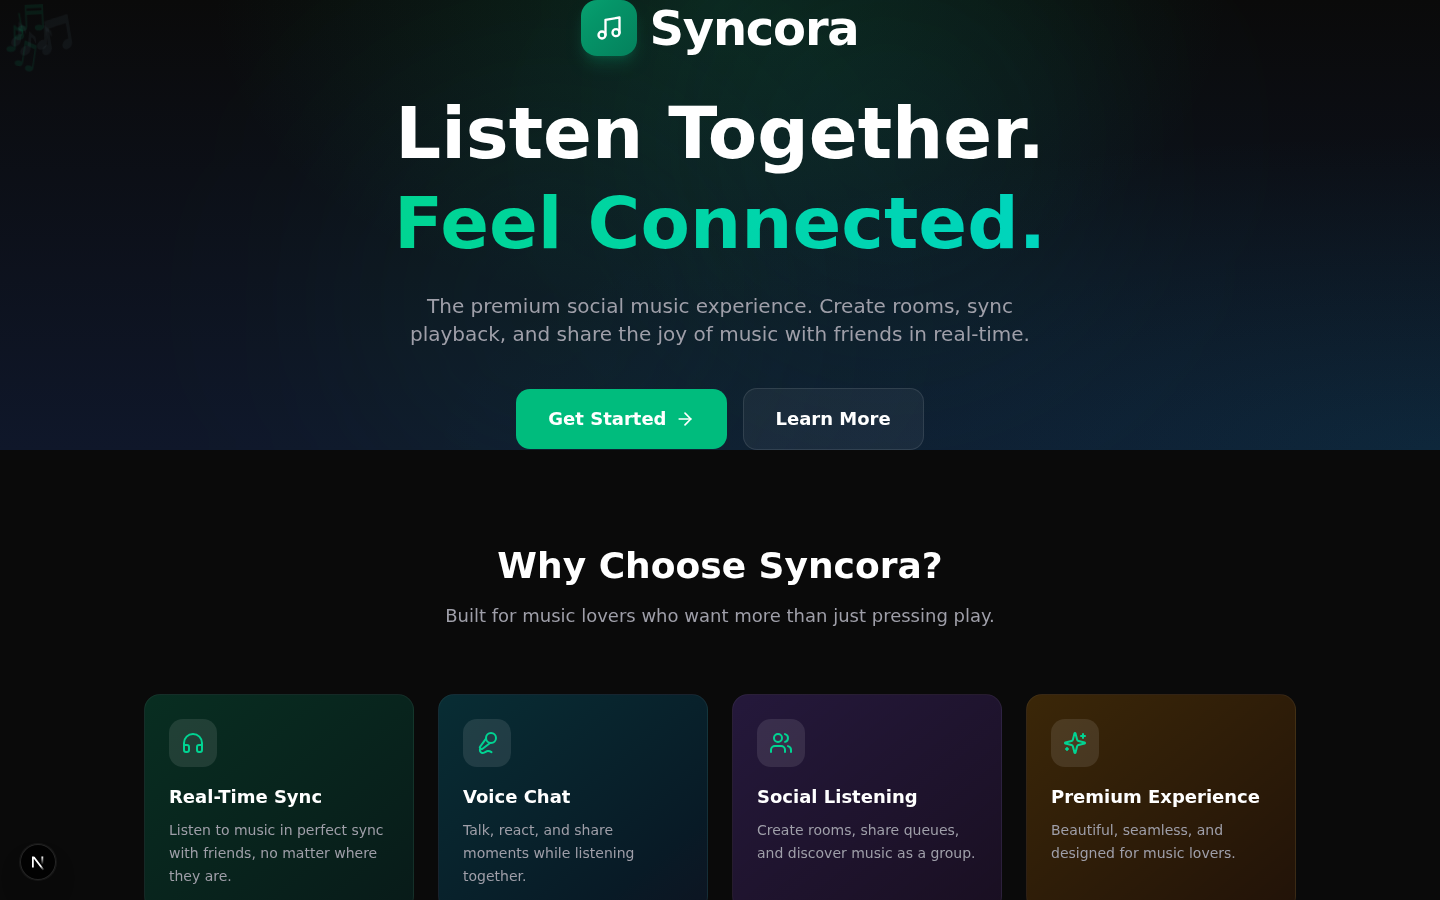 Syncora
Listen Together.
Feel Connected.
The premium social music experience. Create rooms, sync
playback, and share the joy of music with friends in real-time.
Get Started →
Learn More
Why Choose Syncora?
Built for music lovers who want more than just pressing play.
Real-Time Sync
Listen to music in perfect sync
with friends, no matter where
they are.
Voice Chat
Talk, react, and share
moments while listening
together.
Social Listening
Create rooms, share queues,
and discover music as a group.
Premium Experience
Beautiful, seamless, and
designed for music lovers.
N